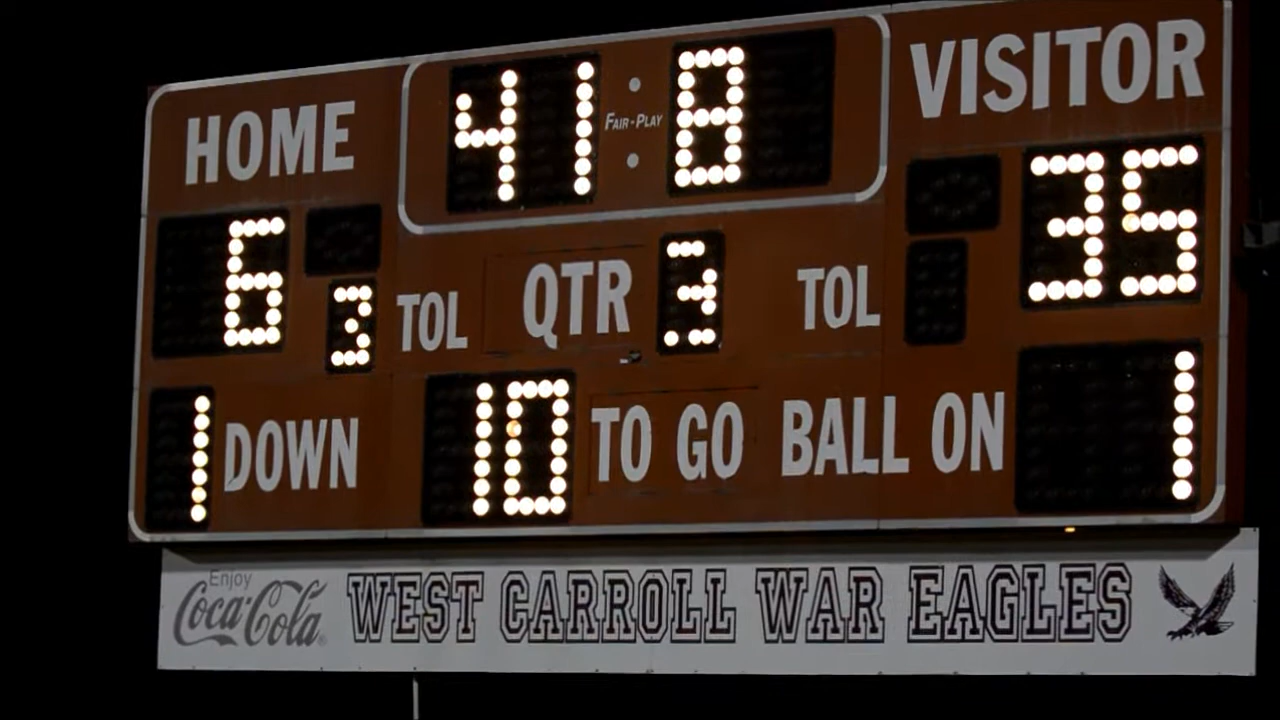 HOME 41:8 VISITOR
FAIR-PLAY
6 3 TOL QTR 3 TOL 35
1 DOWN 10 TO GO BALL ON 1
Enjoy
Coca-Cola WEST CARROLL WAR EAGLES